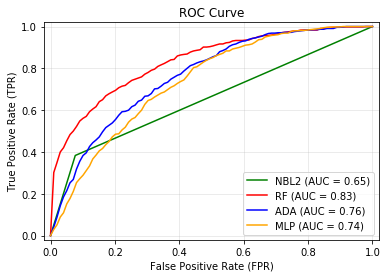 ROC Curve
True Positive Rate (TPR)
1.0
0.8
0.6
0.4
0.2
0.0
NBL2 (AUC = 0.65)
RF (AUC = 0.83)
ADA (AUC = 0.76)
MLP (AUC = 0.74)
0.0 0.2 0.4 0.6 0.8 1.0
False Positive Rate (FPR)